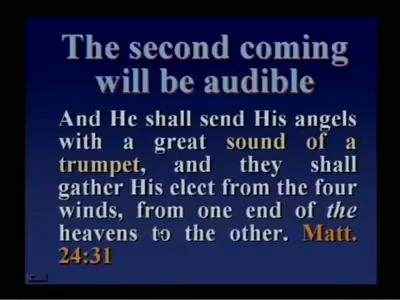 The second coming
will be audible
And He shall send His angels
with a great sound of a
trumpet, and they shall
gather His elect from the four
winds, from one end of the
heavens to the other. Matt.
24:31